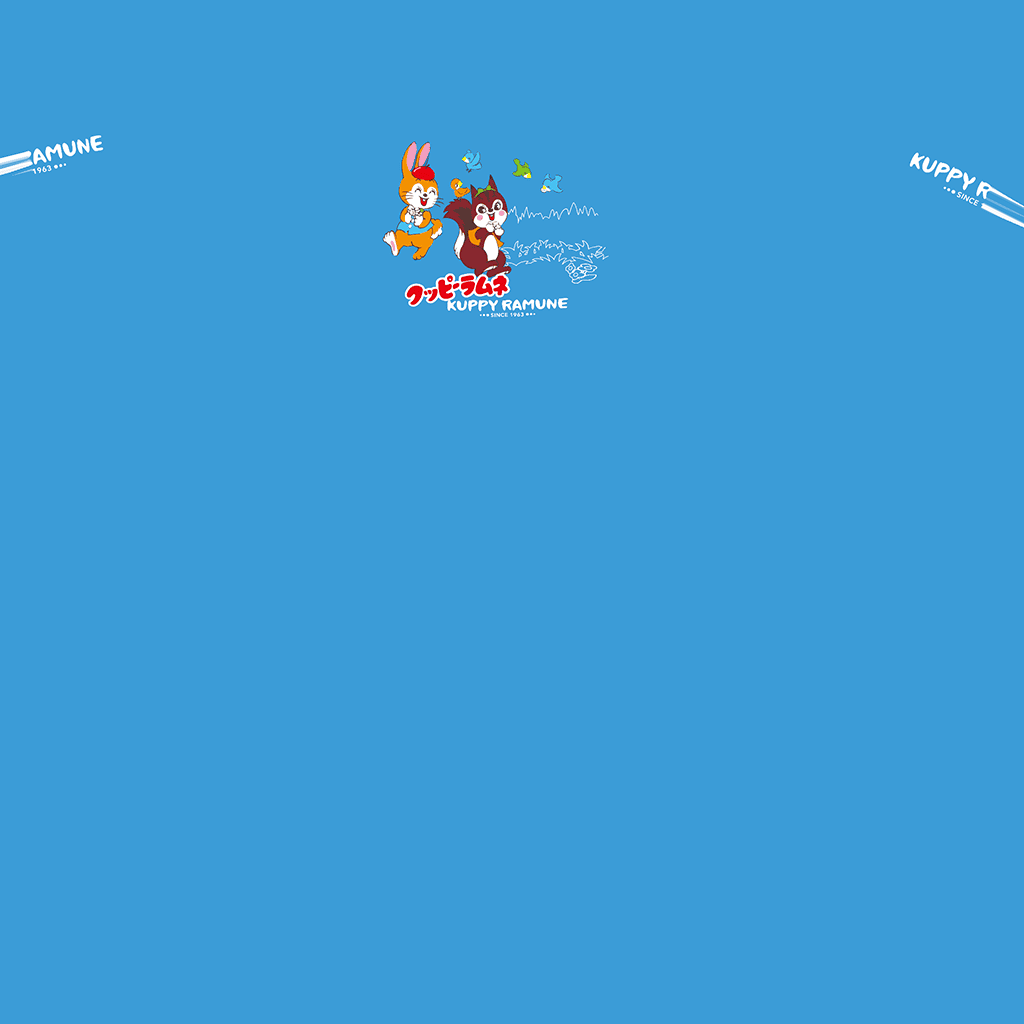 AMUNE
1963
KUPPY R
SINCE
クッピーラムネ
KUPPY RAMUNE
SINCE 1963